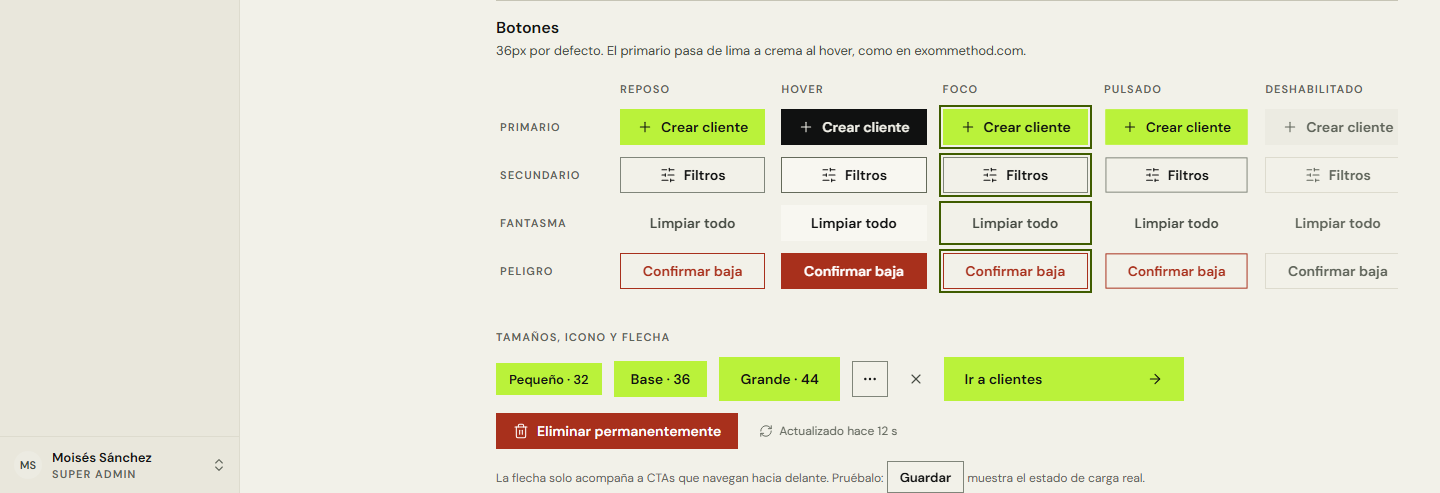 Botones
36px por defecto. El primario pasa de lima a crema al hover, como en exommethod.com.
REPOSO HOVER FOCO PULSADO DESHABILITADO
PRIMARIO Crear cliente Crear cliente Crear cliente Crear cliente Crear cliente
SECUNDARIO Filtros Filtros Filtros Filtros Filtros
FANTASMA Limpiar todo Limpiar todo Limpiar todo Limpiar todo Limpiar todo
PELIGRO Confirmar baja Confirmar baja Confirmar baja Confirmar baja Confirmar baja
TAMAÑOS, ICONO Y FLECHA
Pequeño · 32 Base · 36 Grande · 44 Ir a clientes
Eliminar permanentemente Actualizado hace 12 s
La flecha solo acompaña a CTAs que navegan hacia delante. Pruébalo: Guardar muestra el estado de carga real.
MS Moisés Sánchez
SUPER ADMIN